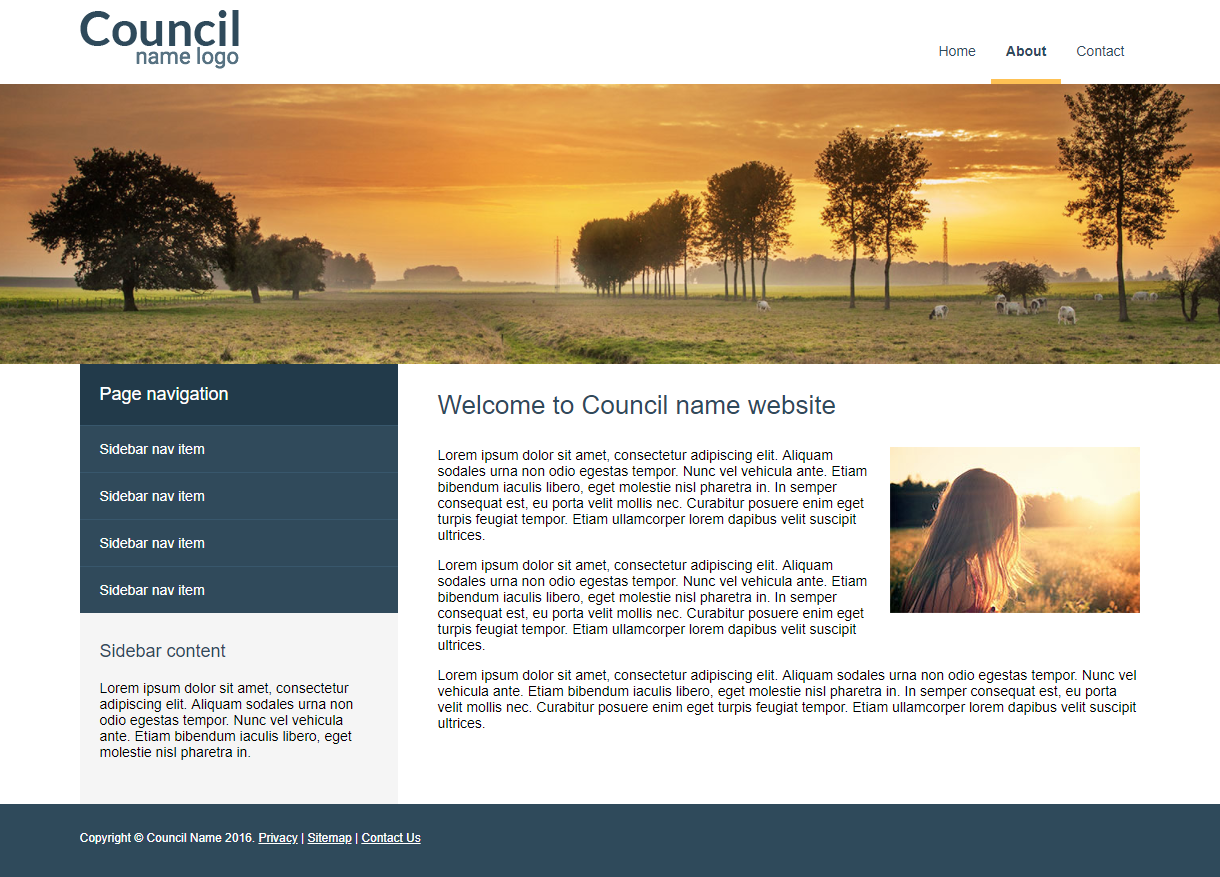 Council
name logo
Home About Contact
Page navigation
Sidebar nav item
Sidebar nav item
Sidebar nav item
Sidebar nav item
Sidebar content
Lorem ipsum dolor sit amet, consectetur
adipiscing elit. Aliquam sodales urna non
odio egestas tempor. Nunc vel vehicula
ante. Etiam bibendum iaculis libero, eget
molestie nisl pharetra in.
Welcome to Council name website
Lorem ipsum dolor sit amet, consectetur adipiscing elit. Aliquam
sodales urna non odio egestas tempor. Nunc vel vehicula ante. Etiam
bibendum iaculis libero, eget molestie nisl pharetra in. In semper
consequat est, eu porta velit mollis nec. Curabitur posuere enim eget
turpis feugiat tempor. Etiam ullamcorper lorem dapibus velit suscipit
ultrices.
Lorem ipsum dolor sit amet, consectetur adipiscing elit. Aliquam
sodales urna non odio egestas tempor. Nunc vel vehicula ante. Etiam
bibendum iaculis libero, eget molestie nisl pharetra in. In semper
consequat est, eu porta velit mollis nec. Curabitur posuere enim eget
turpis feugiat tempor. Etiam ullamcorper lorem dapibus velit suscipit
ultrices.
Lorem ipsum dolor sit amet, consectetur adipiscing elit. Aliquam sodales urna non odio egestas tempor. Nunc vel
vehicula ante. Etiam bibendum iaculis libero, eget molestie nisl pharetra in. In semper consequat est, eu porta
velit mollis nec. Curabitur posuere enim eget turpis feugiat tempor. Etiam ullamcorper lorem dapibus velit suscipit
ultrices.
Copyright © Council Name 2016. Privacy | Sitemap | Contact Us